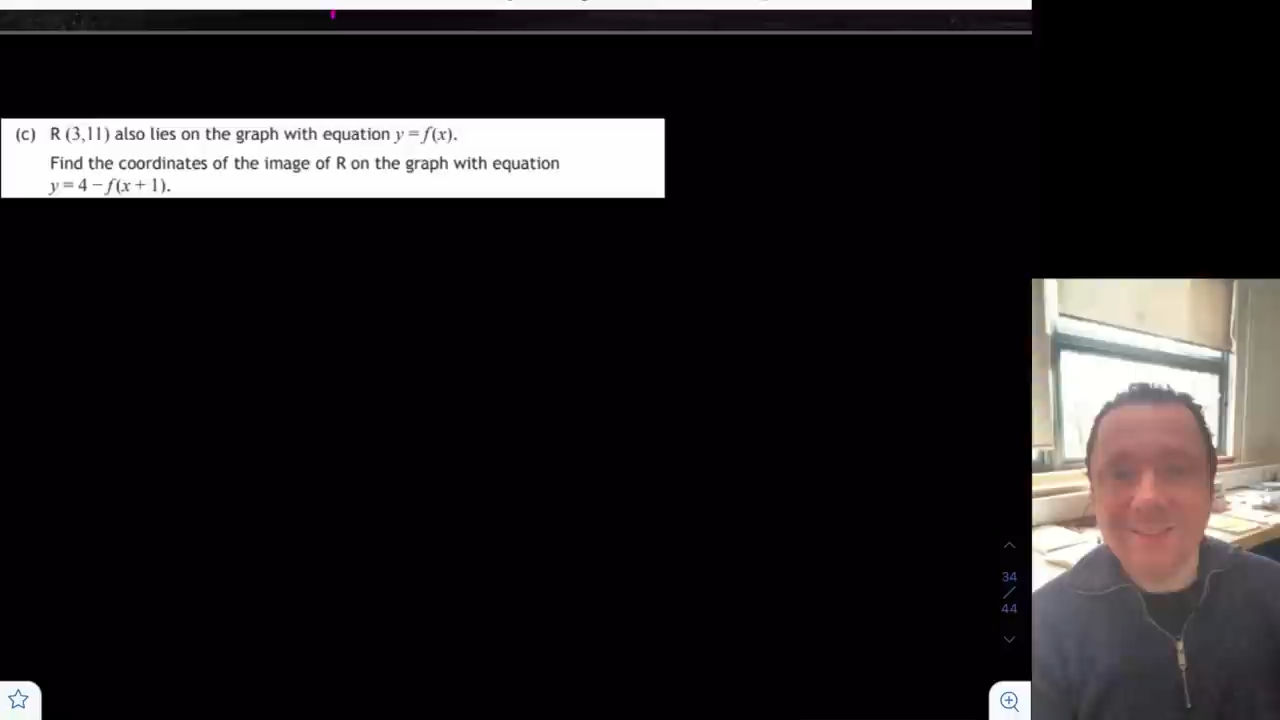 (c) R (3,11) also lies on the graph with equation y = f(x).
Find the coordinates of the image of R on the graph with equation
y = 4 − f(x + 1).
34
/
44